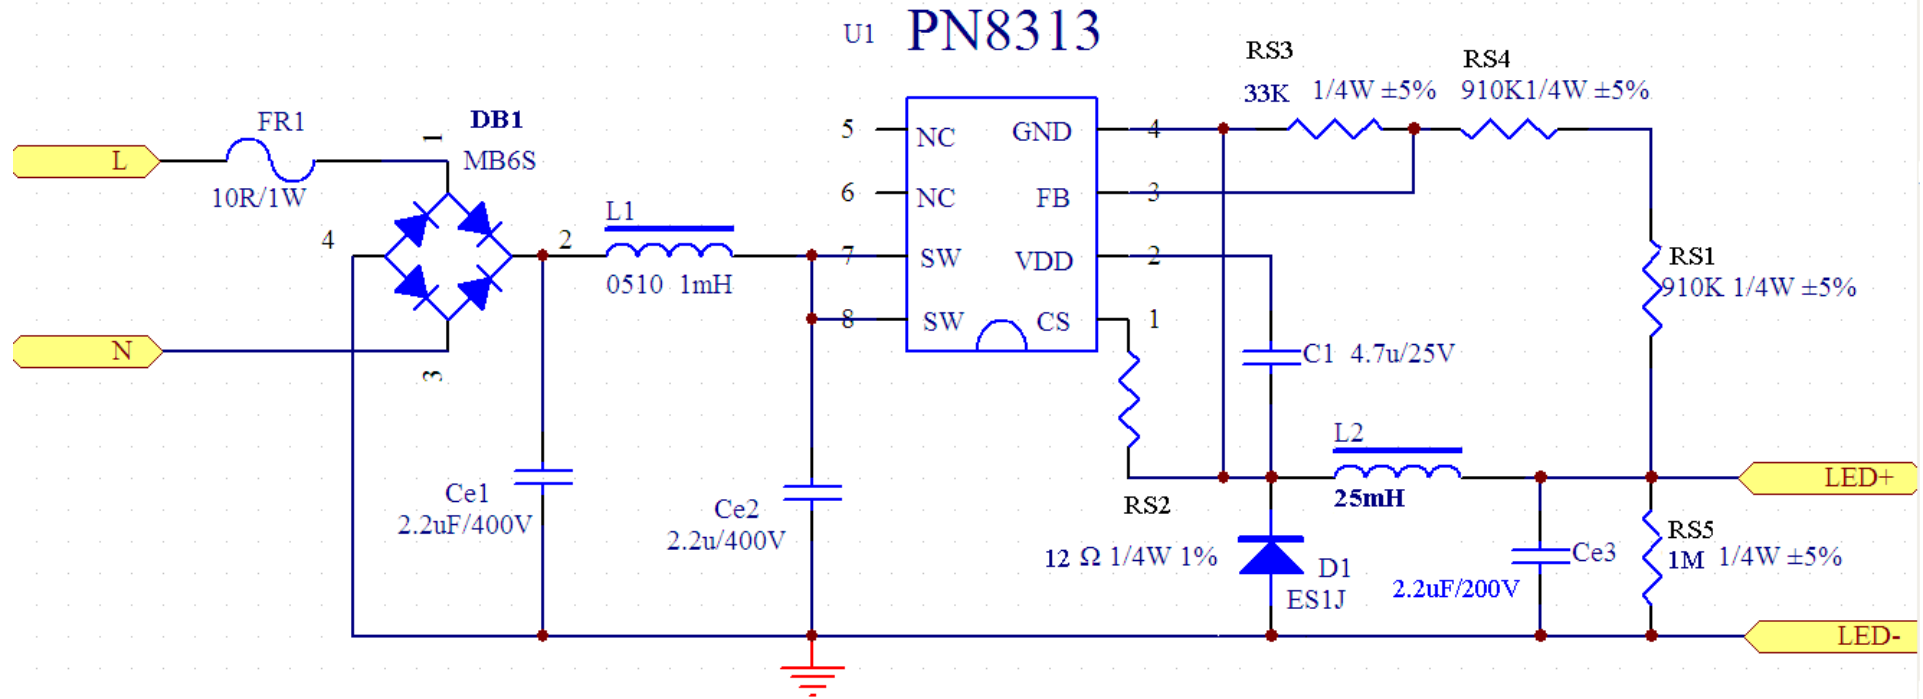 U1 PN8313
RS3
33K 1/4W ±5%
RS4
910K1/4W ±5%
FR1
10R/1W
L
N
DB1
MB6S
1
4
2
3
L1
0510 1mH
5 NC GND 4
6 NC FB 3
7 SW VDD 2
8 SW CS 1
RS1
910K 1/4W ±5%
C1 4.7u/25V
L2
25mH
LED+
Ce1
2.2uF/400V
Ce2
2.2u/400V
RS2
12 Ω 1/4W 1%
D1
ES1J
Ce3
2.2uF/200V
RS5
1M 1/4W ±5%
LED-